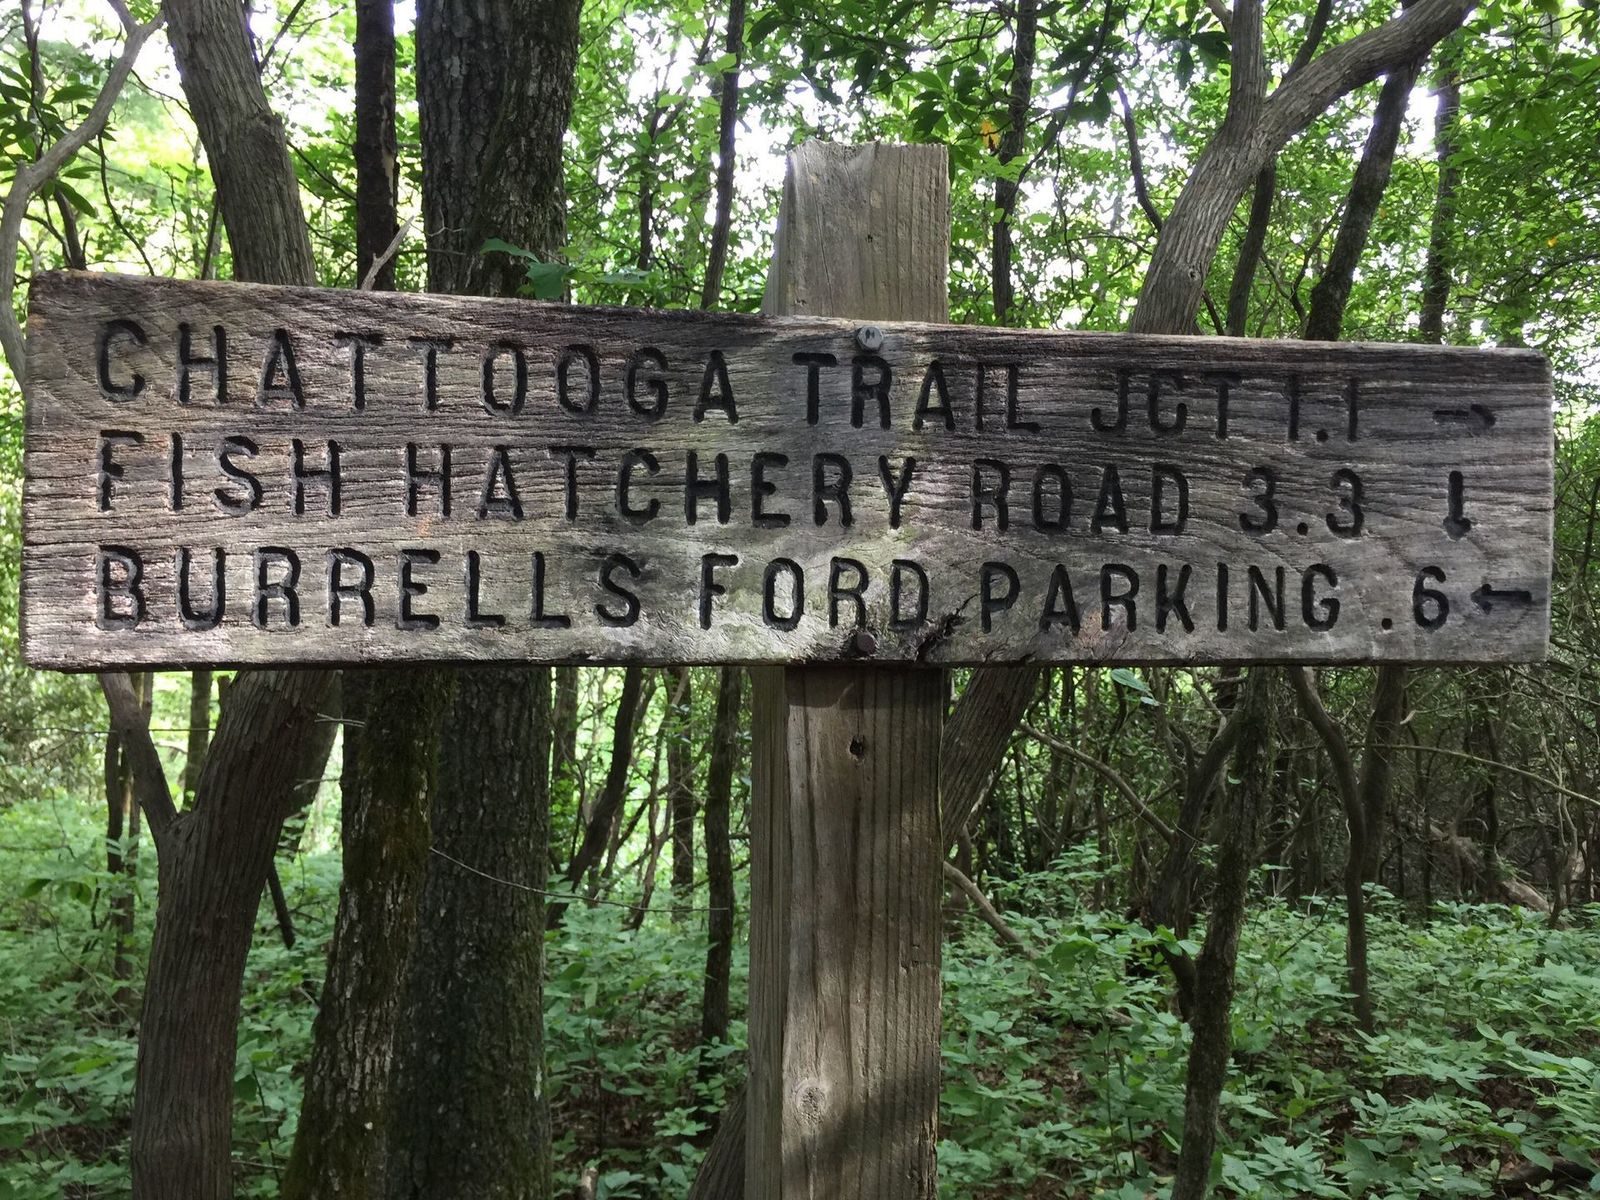 CHATTOOGA TRAIL JCT 1.1 →
FISH HATCHERY ROAD 3.3 ↓
BURRELLS FORD PARKING .6 ←